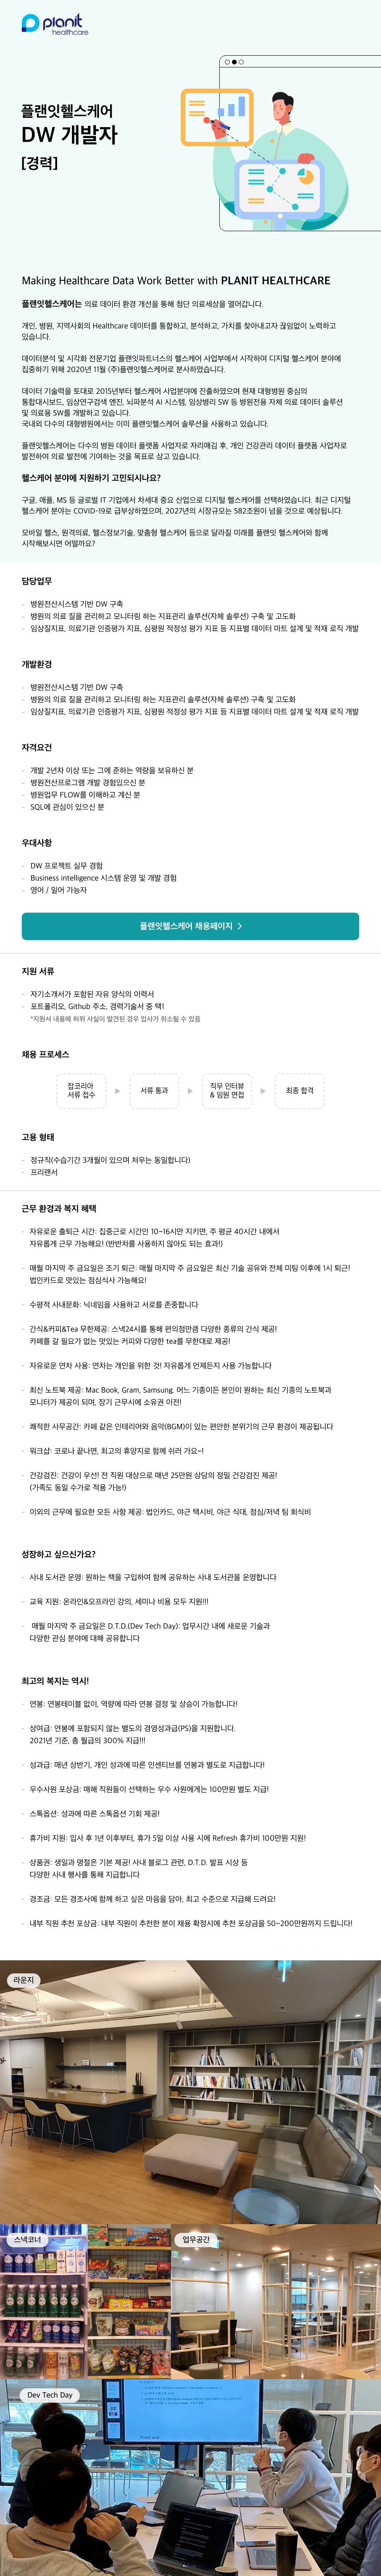 planit
healthcare
플랜잇헬스케어
DW 개발자
[경력]
Making Healthcare Data Work Better with PLANIT HEALTHCARE
플랜잇헬스케어는 의료 데이터 환경 개선을 통해 첨단 의료세상을 열어갑니다.
개인, 병원, 지역사회의 Healthcare 데이터를 통합하고, 분석하고, 가치를 찾아내고자 끊임없이 노력하고
있습니다.
데이터분석 및 시각화 전문기업 플랜잇파트너스의 헬스케어 사업부에서 시작하여 디지털 헬스케어 분야에
집중하기 위해 2020년 11월 (주)플랜잇헬스케어로 분사하였습니다.
데이터 기술력을 토대로 2015년부터 헬스케어 사업분야에 진출하였으며 현재 대형병원 중심의
통합대시보드, 임상연구검색 엔진, 뇌파분석 AI 시스템, 임상병리 SW 등 병원전용 자체 의료 데이터 솔루션
및 의료용 SW를 개발하고 있습니다.
국내외 다수의 대형병원에서는 이미 플랜잇헬스케어 솔루션을 사용하고 있습니다.
플랜잇헬스케어는 다수의 병원 데이터 플랫폼 사업자로 자리매김 후, 개인 건강관리 데이터 플랫폼 사업자로
발전하여 의료 발전에 기여하는 것을 목표로 삼고 있습니다.
헬스케어 분야에 지원하기 고민되시나요?
구글, 애플, MS 등 글로벌 IT 기업에서 차세대 중요 산업으로 디지털 헬스케어를 선택하였습니다. 최근 디지털
헬스케어 분야는 COVID-19로 급부상하였으며, 2027년의 시장규모는 582조원이 넘을 것으로 예상됩니다.
모바일 헬스, 원격의료, 헬스정보기술, 맞춤형 헬스케어 등으로 달라질 미래를 플랜잇 헬스케어와 함께
시작해보시면 어떨까요?
담당업무
- 병원전산시스템 기반 DW 구축
- 병원의 의료 질을 관리하고 모니터링 하는 지표관리 솔루션(자체 솔루션) 구축 및 고도화
- 임상질지표, 의료기관 인증평가 지표, 심평원 적정성 평가 지표 등 지표별 데이터 마트 설계 및 적재 로직 개발
개발환경
- 병원전산시스템 기반 DW 구축
- 병원의 의료 질을 관리하고 모니터링 하는 지표관리 솔루션(자체 솔루션) 구축 및 고도화
- 임상질지표, 의료기관 인증평가 지표, 심평원 적정성 평가 지표 등 지표별 데이터 마트 설계 및 적재 로직 개발
자격요건
- 개발 2년차 이상 또는 그에 준하는 역량을 보유하신 분
- 병원전산프로그램 개발 경험있으신 분
- 병원업무 FLOW를 이해하고 계신 분
- SQL에 관심이 있으신 분
우대사항
- DW 프로젝트 실무 경험
- Business intelligence 시스템 운영 및 개발 경험
- 영어 / 일어 가능자
플랜잇헬스케어 채용페이지 >
지원 서류
- 자기소개서가 포함된 자유 양식의 이력서
- 포트폴리오, Github 주소, 경력기술서 중 택1
*지원서 내용에 허위 사실이 발견된 경우 입사가 취소될 수 있음
채용 프로세스
잡코리아
서류 접수
서류 통과
직무 인터뷰
& 임원 면접
최종 합격
고용 형태
- 정규직(수습기간 3개월이 있으며 처우는 동일합니다)
- 프리랜서
근무 환경과 복지 혜택
- 자유로운 출퇴근 시간: 집중근로 시간인 10~16시만 지키면, 주 평균 40시간 내에서
자유롭게 근무 가능해요! (반반차를 사용하지 않아도 되는 효과!)
- 매월 마지막 주 금요일은 조기 퇴근: 매월 마지막 주 금요일은 최신 기술 공유와 전체 미팅 이후에 1시 퇴근!
법인카드로 맛있는 점심식사 가능해요!
- 수평적 사내문화: 닉네임을 사용하고 서로를 존중합니다
- 간식&커피&Tea 무한제공: 스낵24시를 통해 편의점만큼 다양한 종류의 간식 제공!
카페를 갈 필요가 없는 맛있는 커피와 다양한 tea를 무한대로 제공!
- 자유로운 연차 사용: 연차는 개인을 위한 것! 자유롭게 언제든지 사용 가능합니다
- 최신 노트북 제공: Mac Book, Gram, Samsung, 어느 기종이든 본인이 원하는 최신 기종의 노트북과
모니터가 제공이 되며, 장기 근무시에 소유권 이전!
- 쾌적한 사무공간: 카페 같은 인테리어와 음악(BGM)이 있는 편안한 분위기의 근무 환경이 제공됩니다
- 워크샵: 코로나 끝나면, 최고의 휴양지로 함께 쉬러 가요~!
- 건강검진: 건강이 우선! 전 직원 대상으로 매년 25만원 상당의 정밀 건강검진 제공!
(가족도 동일 수가로 적용 가능!)
- 이외의 근무에 필요한 모든 사항 제공: 법인카드, 야근 택시비, 야근 식대, 점심/저녁 팀 회식비
성장하고 싶으신가요?
- 사내 도서관 운영: 원하는 책을 구입하여 함께 공유하는 사내 도서관을 운영합니다
- 교육 지원: 온라인&오프라인 강의, 세미나 비용 모두 지원!!!
- 매월 마지막 주 금요일은 D.T.D.(Dev Tech Day): 업무시간 내에 새로운 기술과
다양한 관심 분야에 대해 공유합니다
최고의 복지는 역시!
- 연봉: 연봉테이블 없이, 역량에 따라 연봉 결정 및 상승이 가능합니다!
- 상여급: 연봉에 포함되지 않는 별도의 경영성과급(PS)을 지원합니다.
2021년 기준, 총 월급의 300% 지급!!!
- 성과급: 매년 상반기, 개인 성과에 따른 인센티브를 연봉과 별도로 지급합니다!
- 우수사원 포상금: 매해 직원들이 선택하는 우수 사원에게는 100만원 별도 지급!
- 스톡옵션: 성과에 따른 스톡옵션 기회 제공!
- 휴가비 지원: 입사 후 1년 이후부터, 휴가 5일 이상 사용 시에 Refresh 휴가비 100만원 지원!
- 상품권: 생일과 명절은 기본 제공! 사내 블로그 관련, D.T.D. 발표 시상 등
다양한 사내 행사를 통해 지급합니다
- 경조금: 모든 경조사에 함께 하고 싶은 마음을 담아, 최고 수준으로 지급해 드려요!
- 내부 직원 추천 포상금: 내부 직원이 추천한 분이 채용 확정시에 추천 포상금을 50~200만원까지 드립니다!
라운지
스낵코너
업무공간
Dev Tech Day